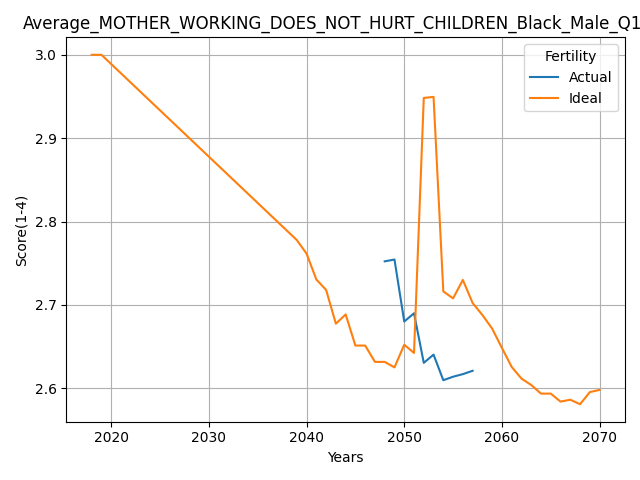 Average_MOTHER_WORKING_DOES_NOT_HURT_CHILDREN_Black_Male_Q1
Fertility
Actual
Ideal
Score(1-4)
3.0
2.9
2.8
2.7
2.6
2020 2030 2040 2050 2060 2070
Years